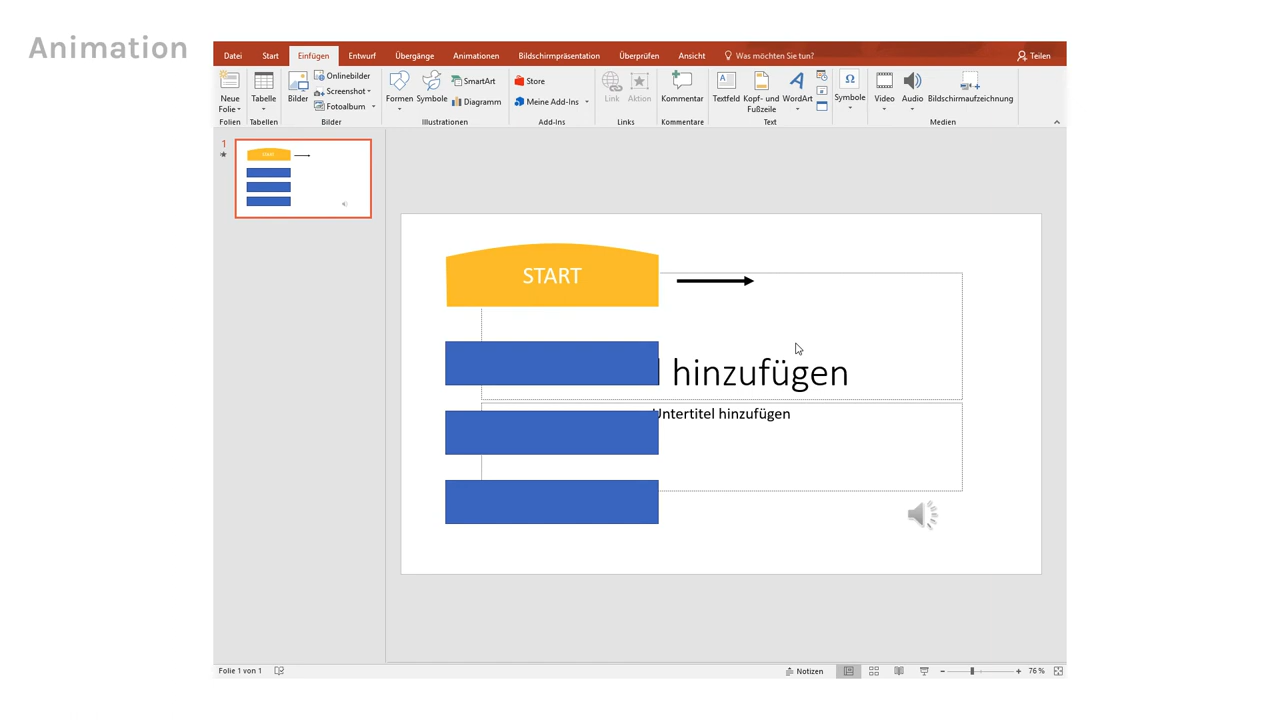 Animation
Datei Start Einfügen Entwurf Übergänge Animationen Bildschirmpräsentation Überprüfen Ansicht Was möchten Sie tun? Teilen
Neue Folie
Folien
Tabelle
Tabellen
Bilder
Onlinebilder
Screenshot
Fotoalbum
Bilder
Formen
Symbole
SmartArt
Diagramm
Illustrationen
Store
Meine Add-Ins
Add-Ins
Link
Aktion
Links
Kommentar
Kommentare
Textfeld
Kopf- und
Fußzeile
WordArt
Text
Ω
Symbole
Video
Audio
Bildschirmaufzeichnung
Medien
1
START
START
hinzufügen
Untertitel hinzufügen
Folie 1 von 1
Notizen
76 %